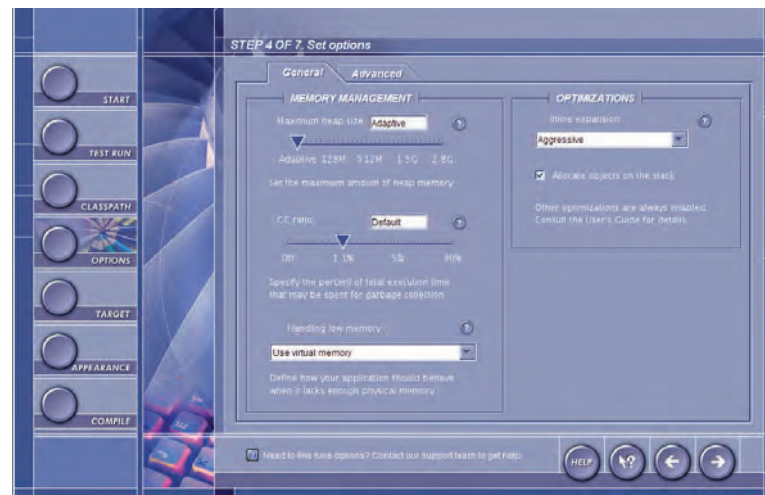 STEP 4 OF 7. Set options
START
TEST RUN
CLASSPATH
OPTIONS
TARGET
APPEARANCE
COMPILE
General Advanced
MEMORY MANAGEMENT
Maximum heap size: Adaptive
Adaptive 128M 512M 1.5G 2.8G
Set the maximum amount of heap memory
GC ratio: Default
Off 1.1% 5% 10%
Specify the percent of total execution time
that may be spent for garbage collection
Handling low memory
Use virtual memory
Define how your application should behave
when it lacks enough physical memory
OPTIMIZATIONS
Inline expansion:
Aggressive
Allocate objects on the stack
Other optimizations are always enabled.
Consult the User's Guide for details.
Need to fine tune options? Contact our support team to get help.
HELP